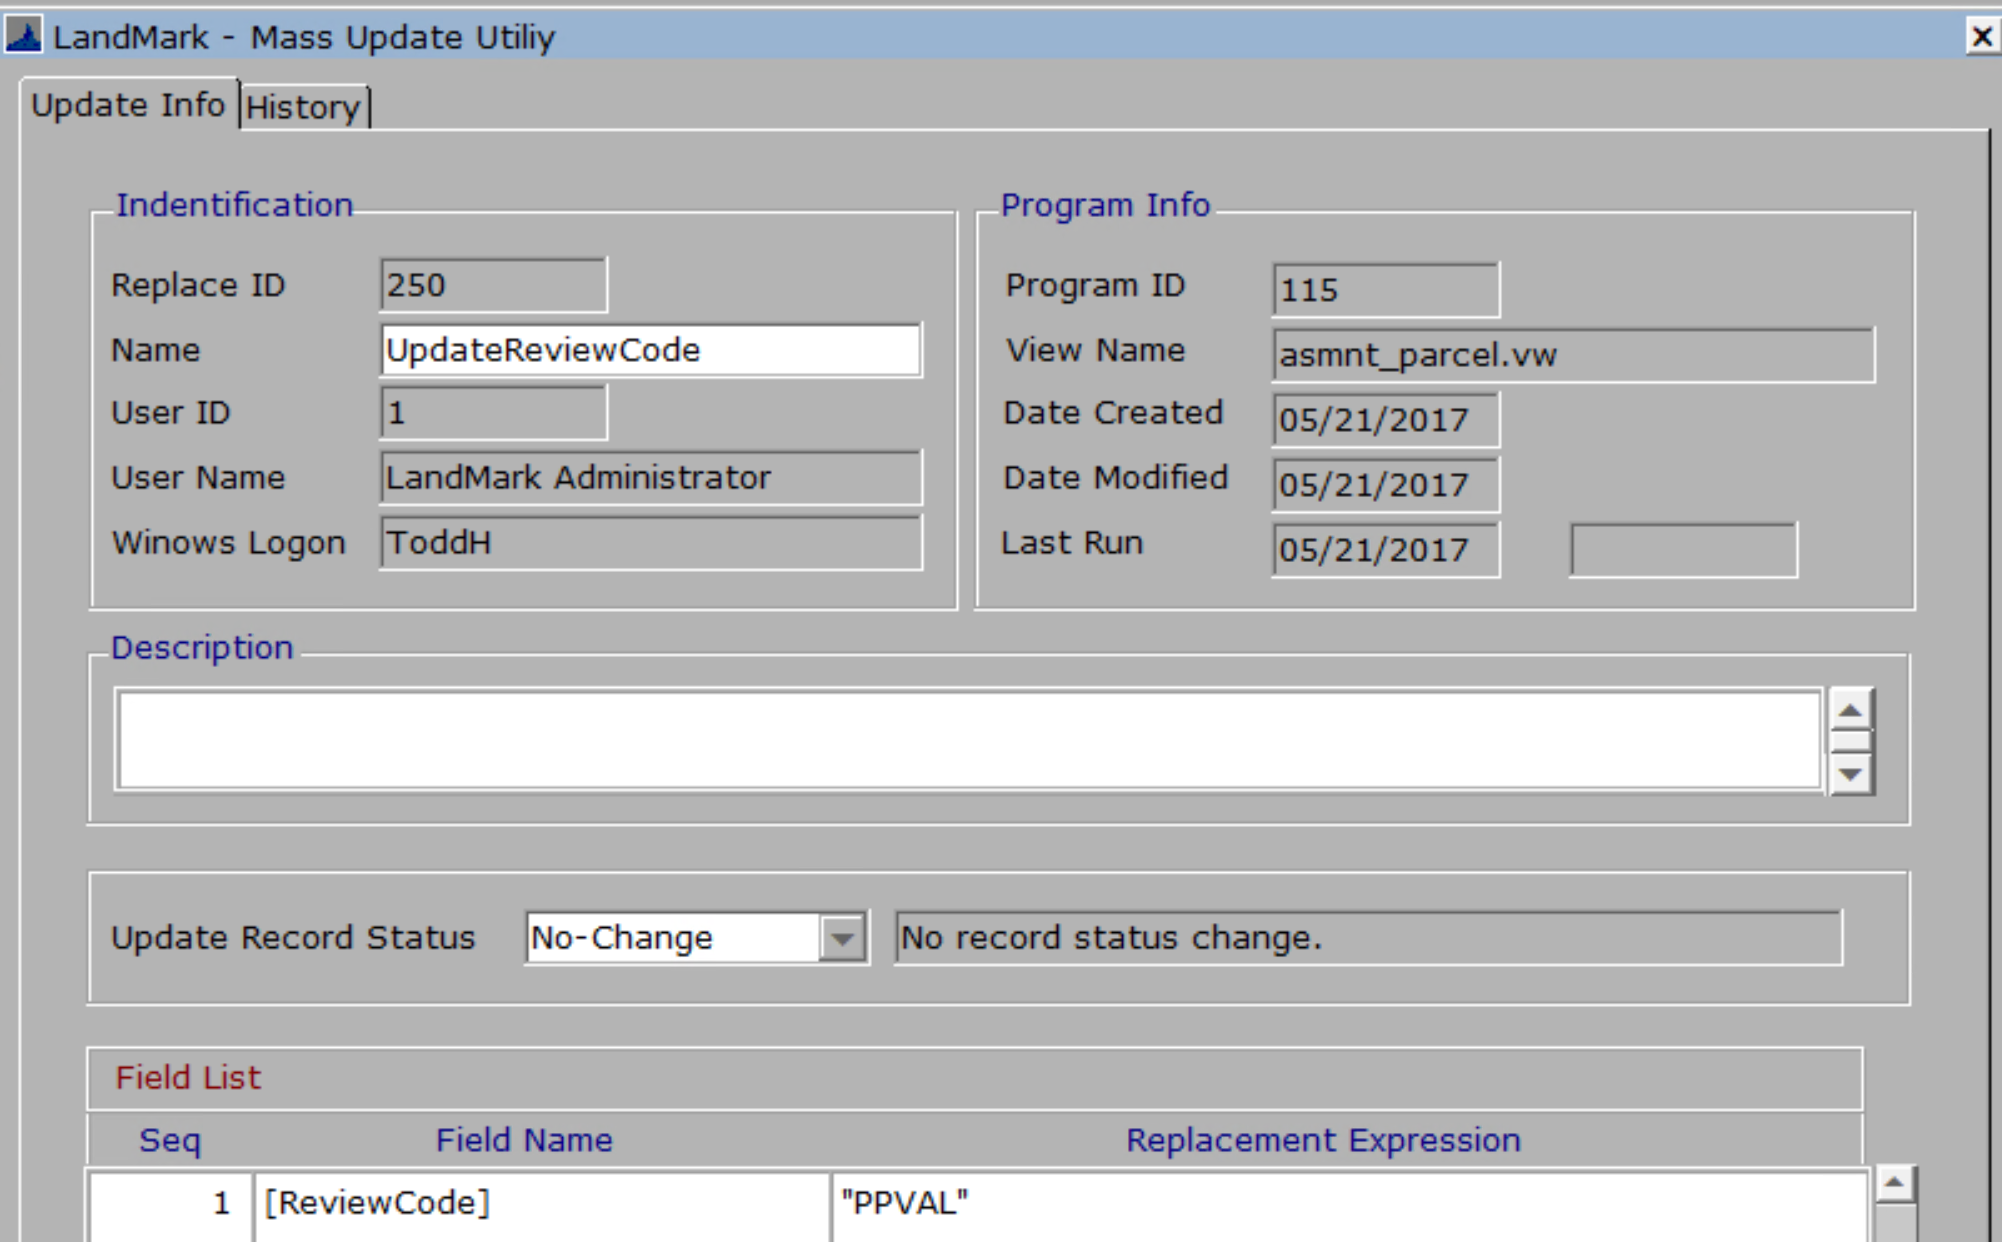 LandMark - Mass Update Utiliy
Update Info History
Indentification
Replace ID 250
Name UpdateReviewCode
User ID 1
User Name LandMark Administrator
Winows Logon ToddH
Program Info
Program ID 115
View Name asmnt_parcel.vw
Date Created 05/21/2017
Date Modified 05/21/2017
Last Run 05/21/2017
Description
Update Record Status No-Change No record status change.
Field List
Seq Field Name Replacement Expression
1 [ReviewCode] "PPVAL"